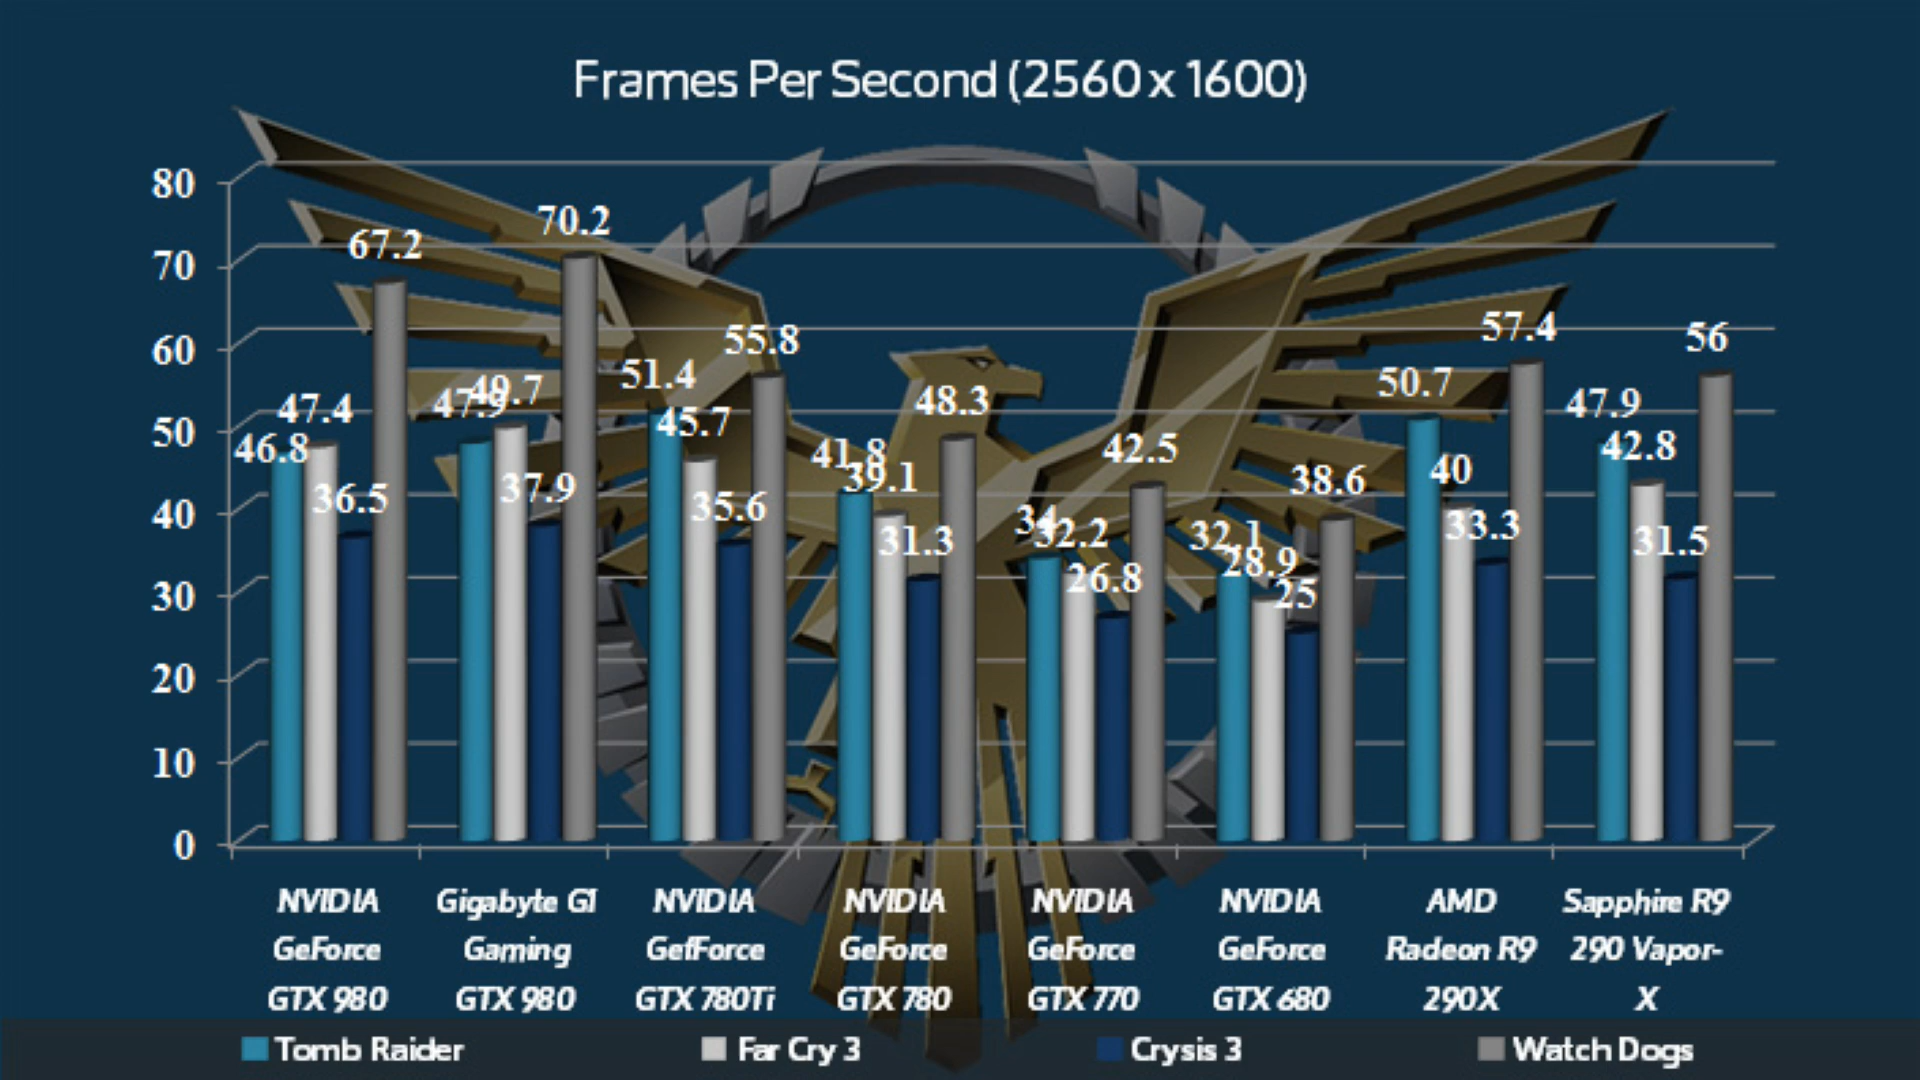 Frames Per Second (2560 x 1600)
80
70
60
50
40
30
20
10
0
46.8
47.4
36.5
67.2
47.9
49.7
37.9
70.2
51.4
45.7
35.6
55.8
41.8
39.1
31.3
48.3
34
32.2
26.8
42.5
32.1
28.9
25
38.6
50.7
40
33.3
57.4
47.9
42.8
31.5
56
NVIDIA
GeForce
GTX 980
Gigabyte G1
Gaming
GTX 980
NVIDIA
GefForce
GTX 780Ti
NVIDIA
GeForce
GTX 780
NVIDIA
GeForce
GTX 770
NVIDIA
GeForce
GTX 680
AMD
Radeon R9
290X
Sapphire R9
290 Vapor-
X
Tomb Raider
Far Cry 3
Crysis 3
Watch Dogs